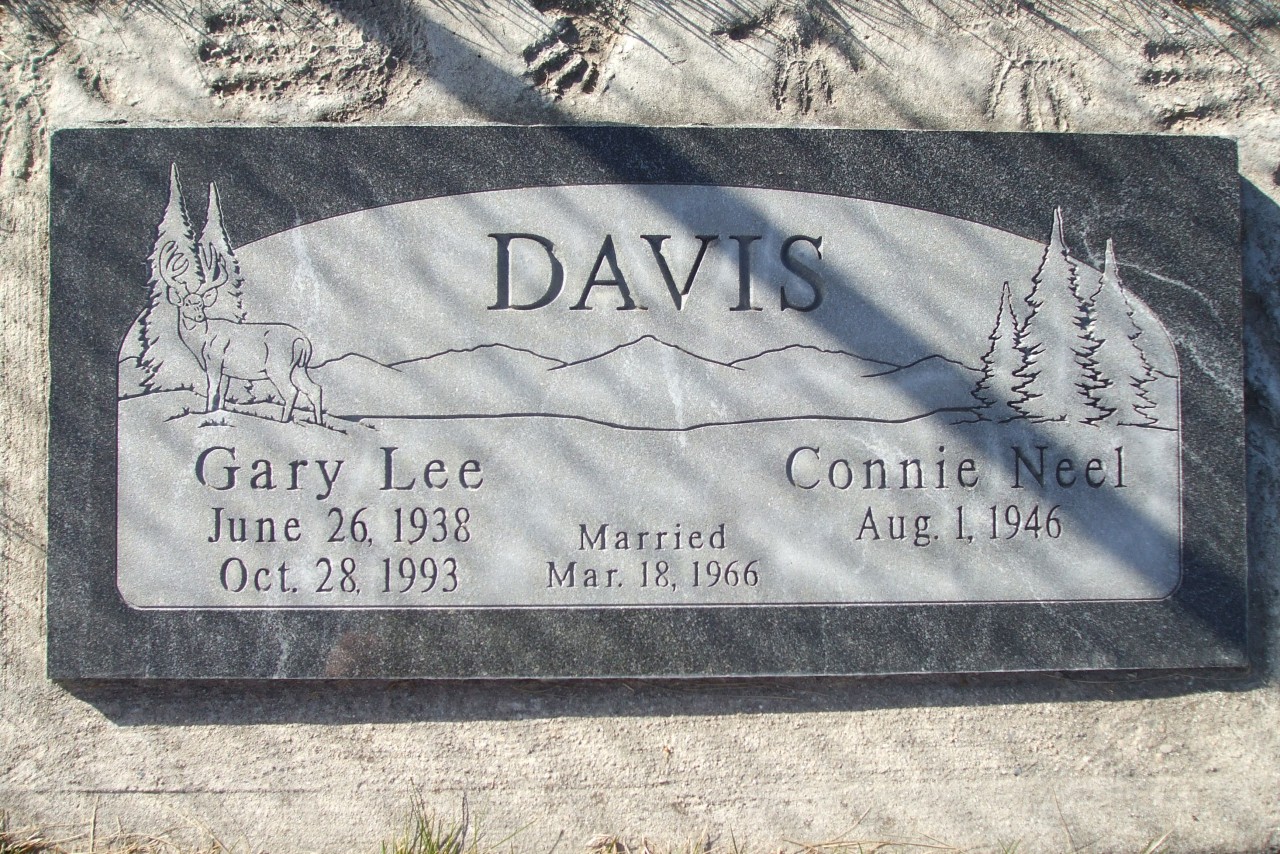 DAVIS
Gary Lee
June 26, 1938
Oct. 28, 1993
Married
Mar. 18, 1966
Connie Neel
Aug. 1, 1946